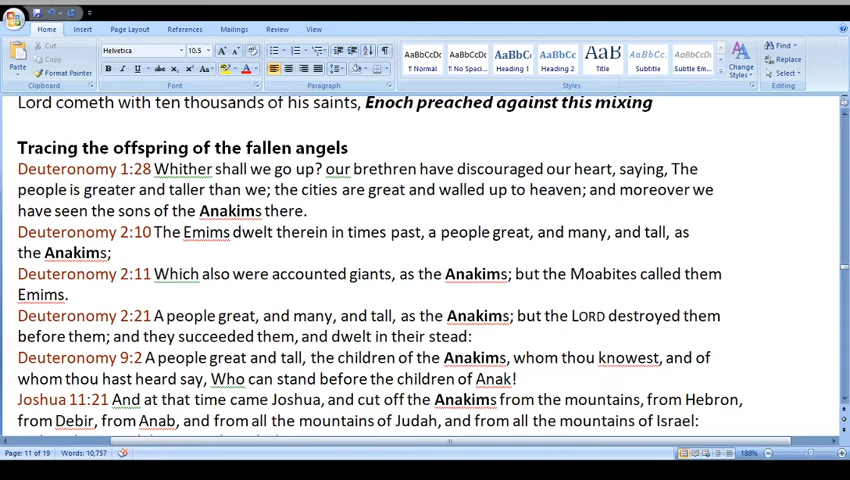 Home Insert Page Layout References Mailings Review View
Cut
Copy
Format Painter
Paste
Clipboard
Helvetica 10.5
Font
Paragraph
AaBbCcDc AaBbCcDc AaBbCc AaBbCc AaB AaBbCc AaBbCcDc
¶ Normal ¶ No Spaci... Heading 1 Heading 2 Title Subtitle Subtle Em...
Change
Styles
Styles
Find
Replace
Select
Editing
Lord cometh with ten thousands of his saints, Enoch preached against this mixing
Tracing the offspring of the fallen angels
Deuteronomy 1:28 Whither shall we go up? our brethren have discouraged our heart, saying, The
people is greater and taller than we; the cities are great and walled up to heaven; and moreover we
have seen the sons of the Anakims there.
Deuteronomy 2:10 The Emims dwelt therein in times past, a people great, and many, and tall, as
the Anakims;
Deuteronomy 2:11 Which also were accounted giants, as the Anakims; but the Moabites called them
Emims.
Deuteronomy 2:21 A people great, and many, and tall, as the Anakims; but the LORD destroyed them
before them; and they succeeded them, and dwelt in their stead:
Deuteronomy 9:2 A people great and tall, the children of the Anakims, whom thou knowest, and of
whom thou hast heard say, Who can stand before the children of Anak!
Joshua 11:21 And at that time came Joshua, and cut off the Anakims from the mountains, from Hebron,
from Debir, from Anab, and from all the mountains of Judah, and from all the mountains of Israel:
Page: 11 of 19 Words: 10,757 188%